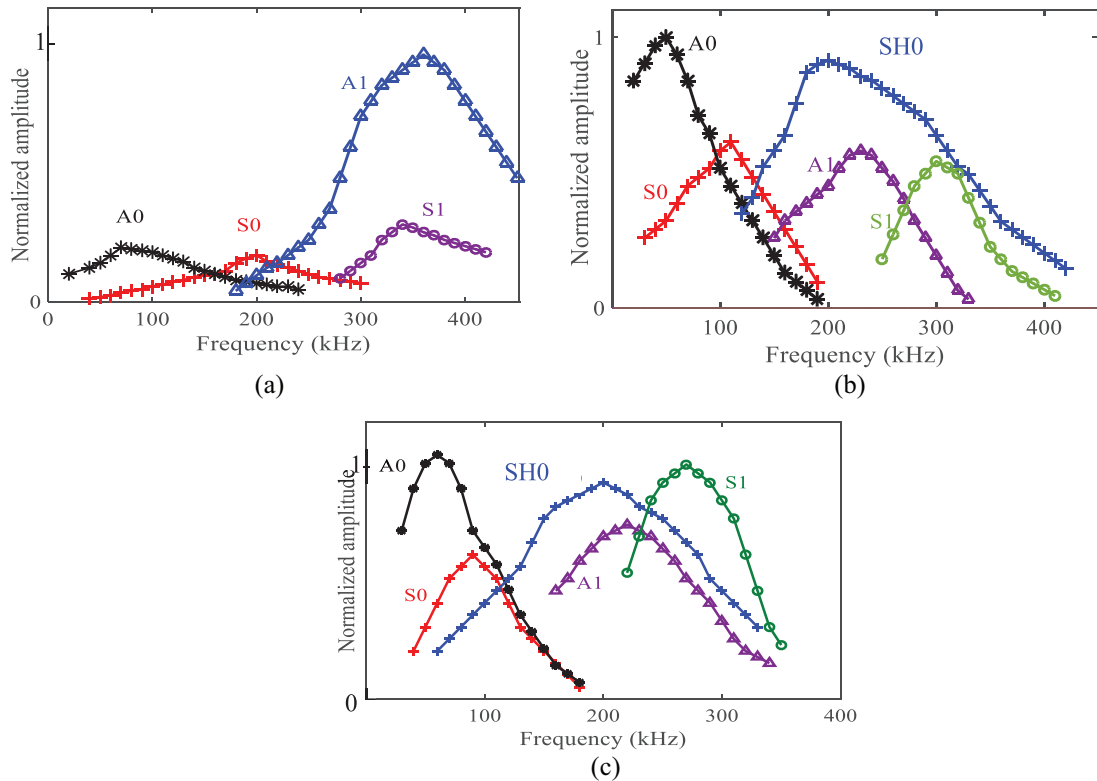 1
Normalized amplitude
A1
A0
S0
S1
0
0 100 200 300 400
Frequency (kHz)
(a)
1
Normalized amplitude
A0
SH0
S0
A1
S1
0
100 200 300 400
Frequency (kHz)
(b)
1
Normalized amplitude
A0
SH0
S1
S0
A1
0
100 200 300 400
Frequency (kHz)
(c)